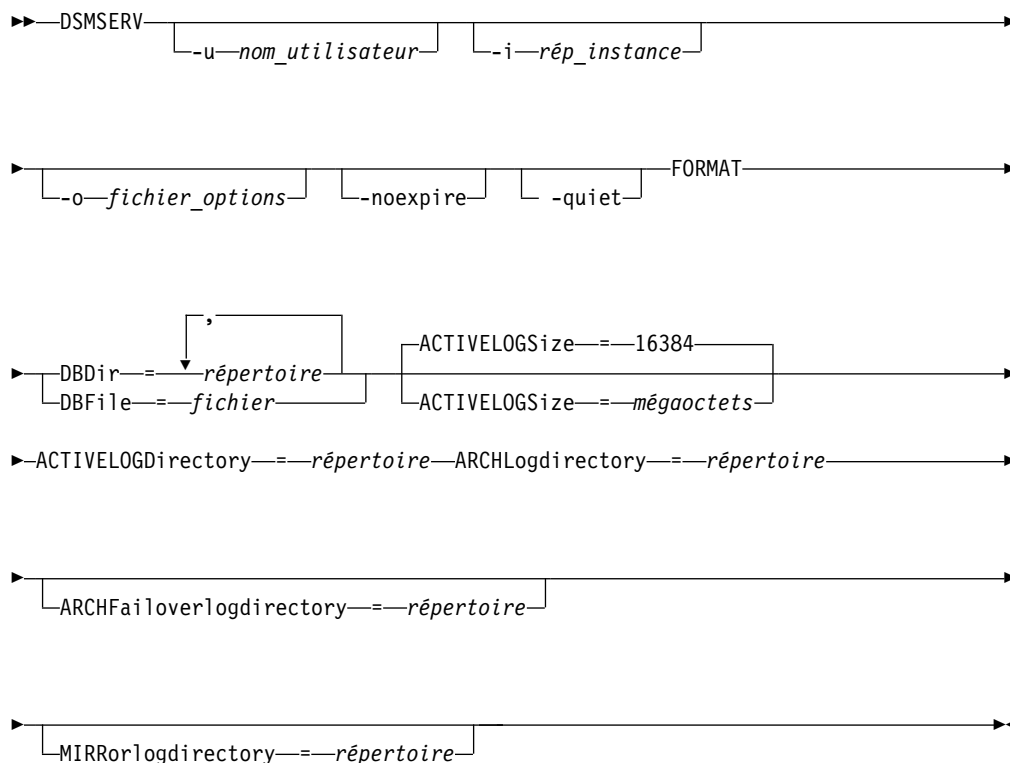 DSMSERV
-u nom_utilisateur -i rép_instance
FORMAT
-o fichier_options -noexpire -quiet
,
ACTIVELOGSize = 16384
DBDir = répertoire
DBFile = fichier ACTIVELOGSize = mégaoctets
ACTIVELOGDirectory = répertoire ARCHLogdirectory = répertoire
ARCHFailoverlogdirectory = répertoire
MIRRorlogdirectory = répertoire